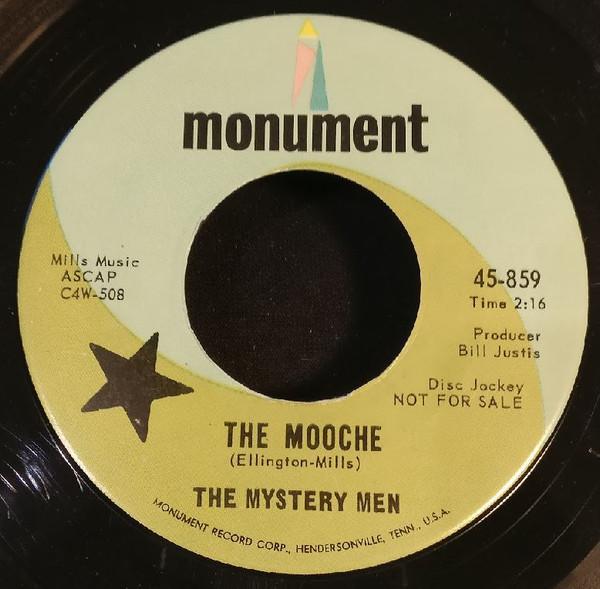 monument
Mills Music
ASCAP
C4W-508
45-859
Time 2:16
Producer
Bill Justis
Disc Jockey
NOT FOR SALE
THE MOOCHE
(Ellington-Mills)
THE MYSTERY MEN
MONUMENT RECORD CORP., HENDERSONVILLE, TENN., U.S.A.